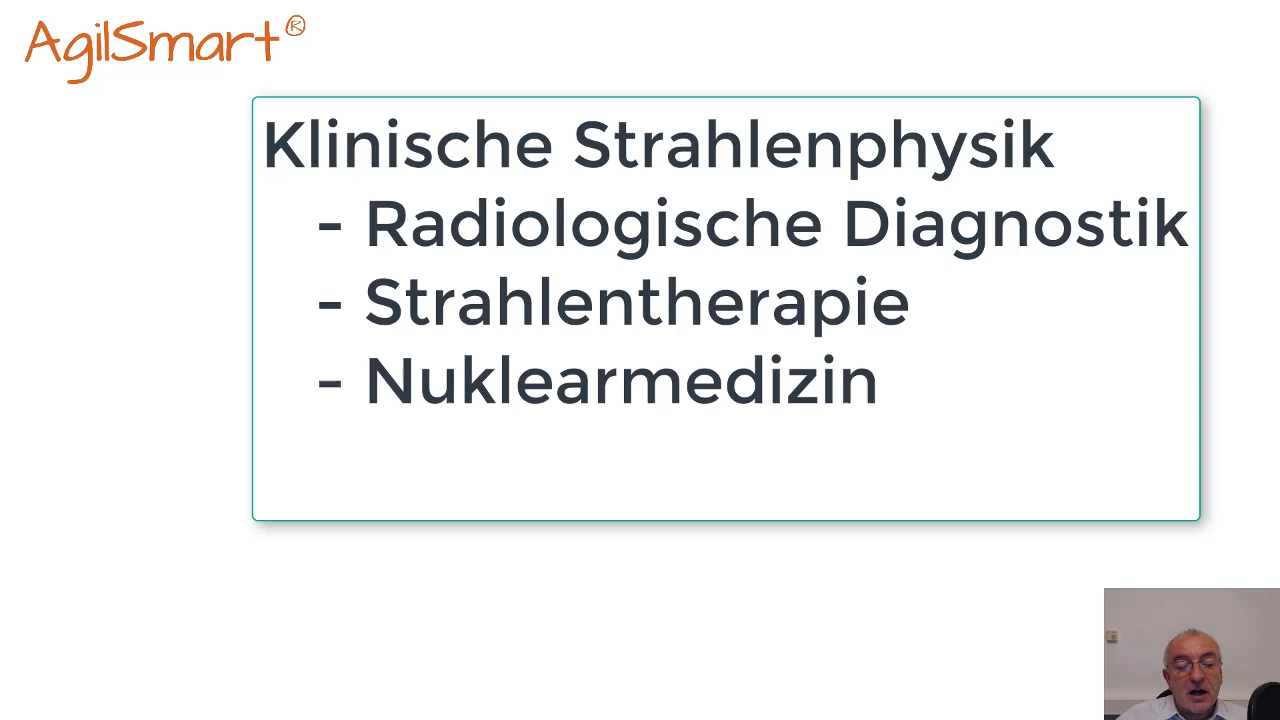 AgilSmart®
Klinische Strahlenphysik
- Radiologische Diagnostik
- Strahlentherapie
- Nuklearmedizin